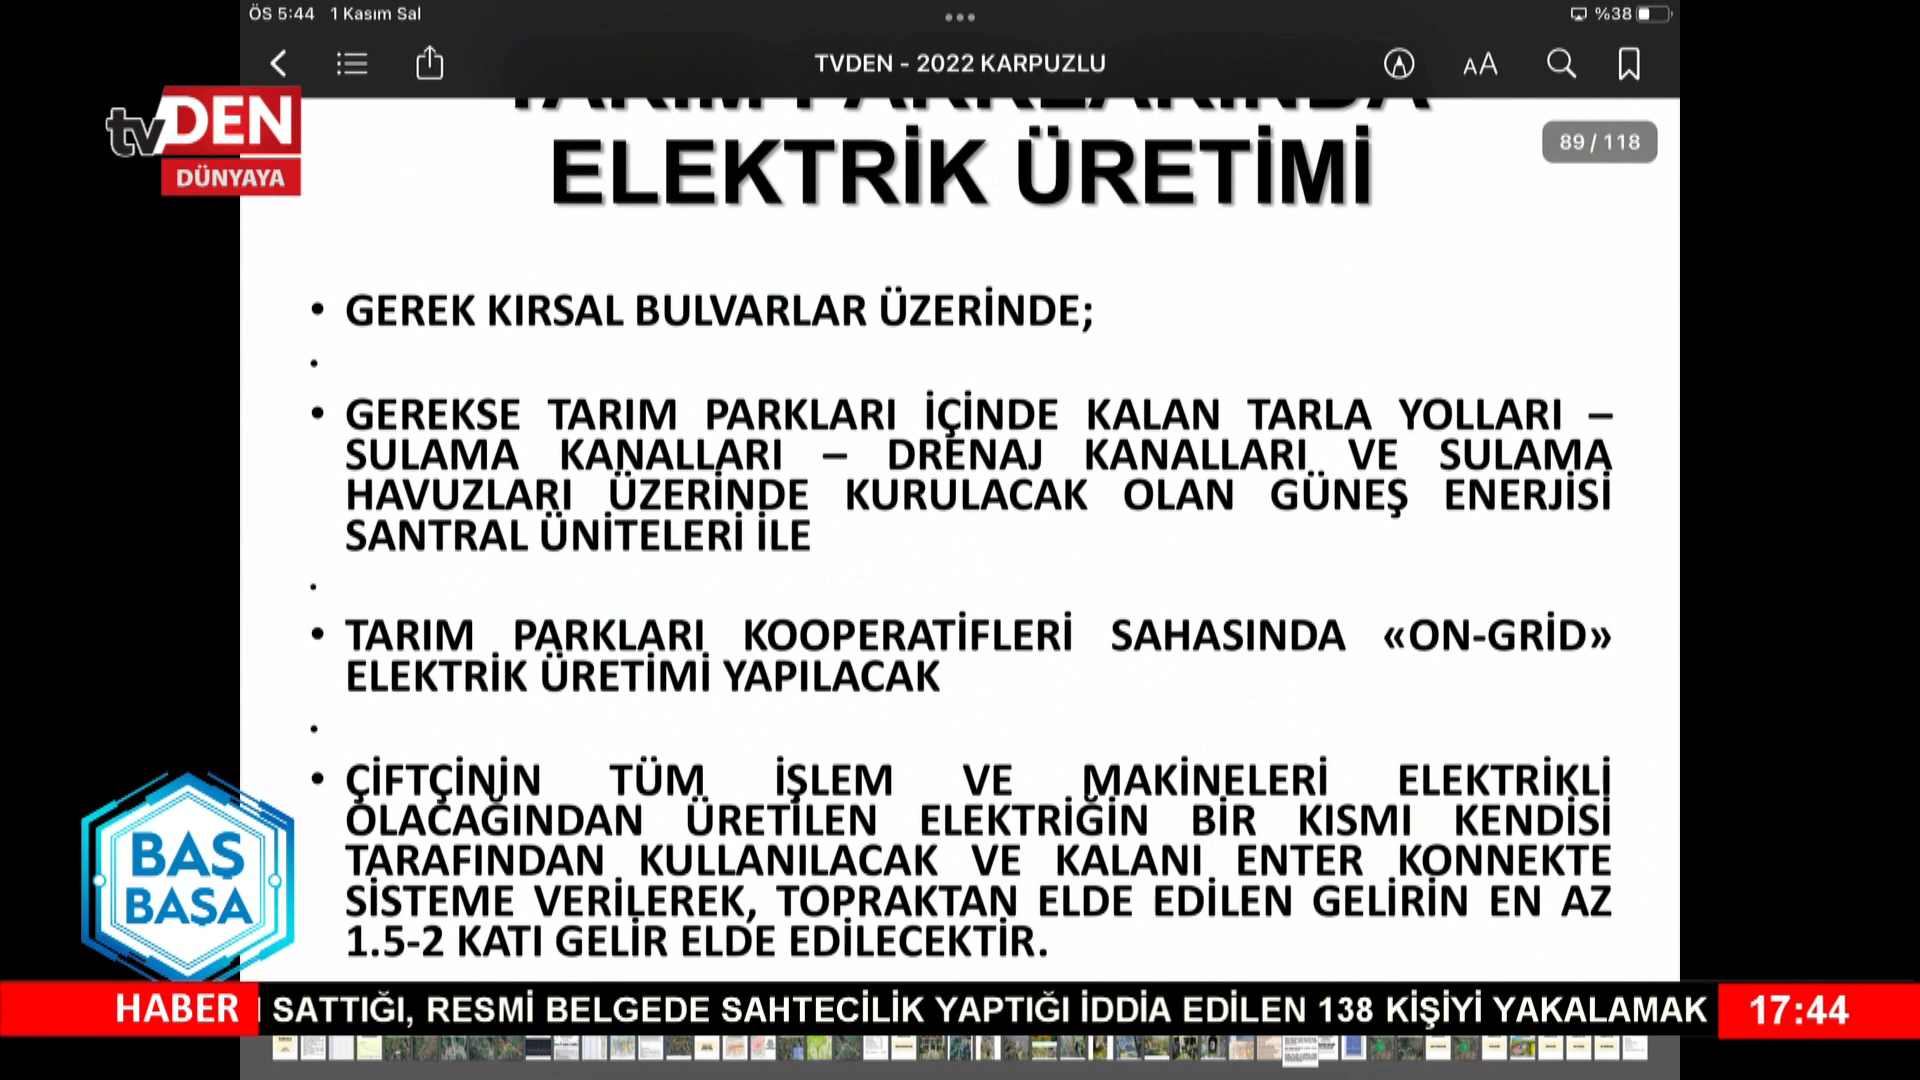 ÖS 5:44 1 Kasım Sal
%38
TVDEN - 2022 KARPUZLU
AA
tvDEN
DÜNYAYA
TARIM PARKLARINDA
ELEKTRİK ÜRETİMİ
89 / 118
• GEREK KIRSAL BULVARLAR ÜZERİNDE;
•
• GEREKSE TARIM PARKLARI İÇİNDE KALAN TARLA YOLLARI –
SULAMA KANALLARI – DRENAJ KANALLARI VE SULAMA
HAVUZLARI ÜZERİNDE KURULACAK OLAN GÜNEŞ ENERJİSİ
SANTRAL ÜNİTELERİ İLE
•
• TARIM PARKLARI KOOPERATİFLERİ SAHASINDA «ON-GRİD»
ELEKTRİK ÜRETİMİ YAPILACAK
•
• ÇİFTÇİNİN TÜM İŞLEM VE MAKİNELERİ ELEKTRİKLİ
OLACAĞINDAN ÜRETİLEN ELEKTRİĞİN BİR KISMI KENDİSİ
TARAFINDAN KULLANILACAK VE KALANI ENTER KONNEKTE
SİSTEME VERİLEREK, TOPRAKTAN ELDE EDİLEN GELİRİN EN AZ
1.5-2 KATI GELİR ELDE EDİLECEKTİR.
BAŞ
BAŞA
HABER
SATTIĞI, RESMİ BELGEDE SAHTECİLİK YAPTIĞI İDDİA EDİLEN 138 KİŞİYİ YAKALAMAK
17:44